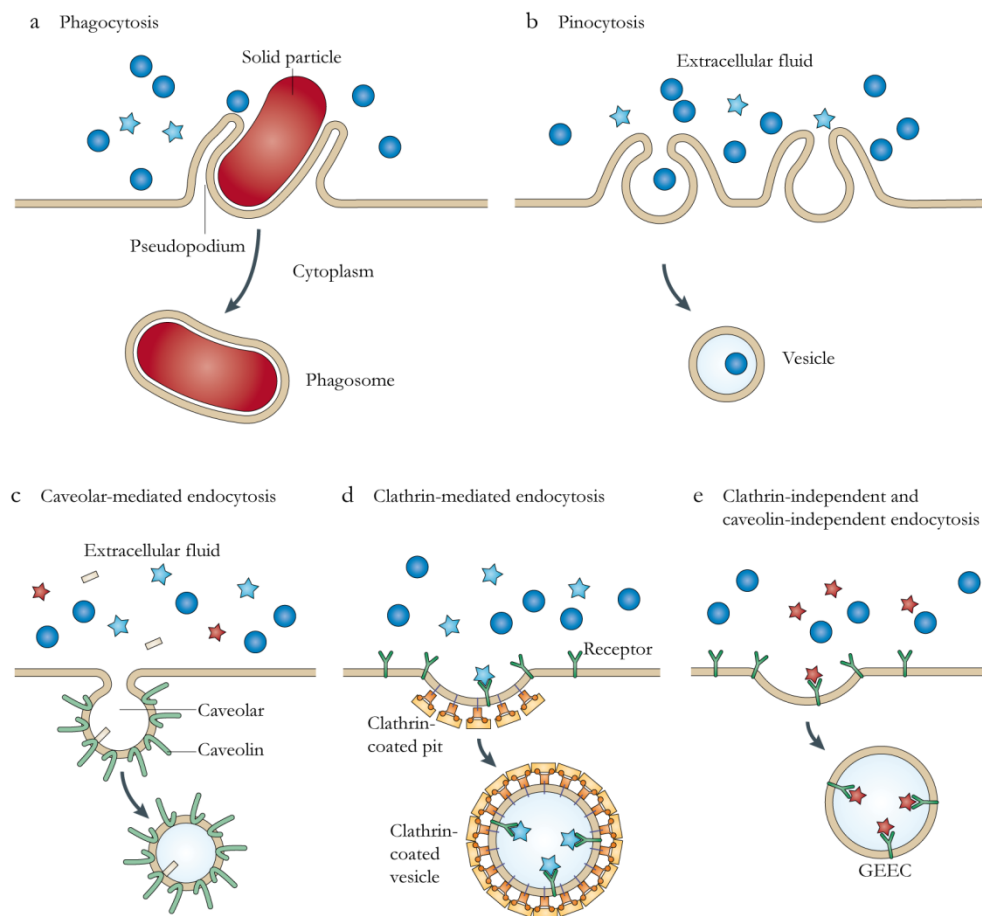 a Phagocytosis
Solid particle
Pseudopodium
Cytoplasm
Phagosome
b Pinocytosis
Extracellular fluid
Vesicle
c Caveolar-mediated endocytosis
Extracellular fluid
Caveolar
Caveolin
d Clathrin-mediated endocytosis
Receptor
Clathrin-
coated pit
Clathrin-
coated
vesicle
e Clathrin-independent and
caveolin-independent endocytosis
GEEC